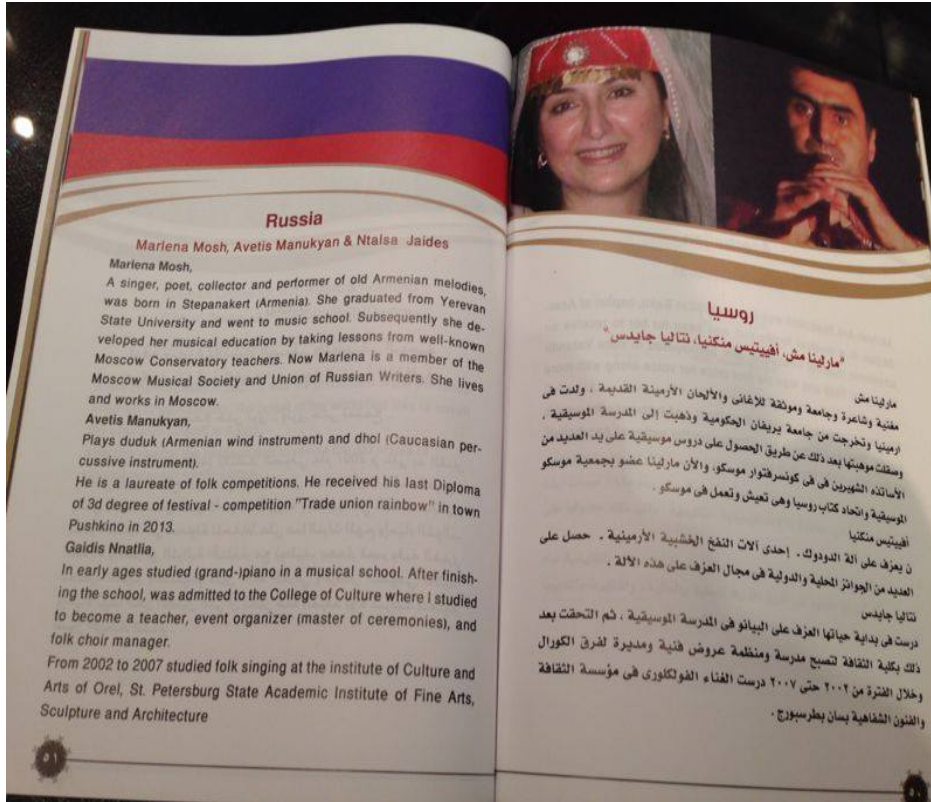 Russia
Marlena Mosh, Avetis Manukyan & Ntalsa Jaides
Marlena Mosh,
A singer, poet, collector and performer of old Armenian melodies,
was born in Stepanakert (Armenia). She graduated from Yerevan
State University and went to music school. Subsequently she de-
veloped her musical education by taking lessons from well-known
Moscow Conservatory teachers. Now Marlena is a member of the
Moscow Musical Society and Union of Russian Writers. She lives
and works in Moscow.
Avetis Manukyan,
Plays duduk (Armenian wind instrument) and dhol (Caucasian per-
cussive instrument).
He is a laureate of folk competitions. He received his last Diploma
of 3d degree of festival - competition "Trade union rainbow" in town
Pushkino in 2013.
Gaidis Nnatlia,
In early ages studied (grand-)piano in a musical school. After finish-
ing the school, was admitted to the College of Culture where I studied
to become a teacher, event organizer (master of ceremonies), and
folk choir manager.
From 2002 to 2007 studied folk singing at the institute of Culture and
Arts of Orel, St. Petersburg State Academic Institute of Fine Arts,
Sculpture and Architecture
٥١
روسيا
"مارلينا مش، أفييتيس منكنيا، نتاليا جايدس"
مارلينا مش
مغنية وشاعرة وجامعة وموثقة للإغانى والألحان الأرمينة القديمة ، ولدت فى
ارمينيا وتخرجت من جامعة يريفان الحكومية وذهبت إلى المدرسة الموسيقية ،
وصقلت موهبتها بعد ذلك عن طريق الحصول على دروس موسيقية على يد العديد من
الأساتذه الشهيرين فى فى كونسرفتوار موسكو، والأن مارلينا عضو بجمعية موسكو
الموسيقية واتحاد كتاب روسيا وهى تعيش وتعمل فى موسكو .
أفييتيس منكنيا
ن يعزف على ألة الدودوك . إحدى ألات النفخ الخشبية الأرمينية . حصل على
العديد من الجوائز المحلية والدولية فى مجال العزف على هذه الألة .
نتاليا جايدس
درست فى بداية حياتها العزف على البيانو فى المدرسة الموسيقية ، ثم التحقت بعد
ذلك بكلية الثقافة لتصبح مدرسة ومنظمة عروض فنية ومديرة لفرق الكورال
وخلال الفترة من ٢٠٠٢ حتى ٢٠٠٧ درست الغناء الفولكلورى فى مؤسسة الثقافة
والفنون الشفاهية بسان بطرسبورج .
٥٠